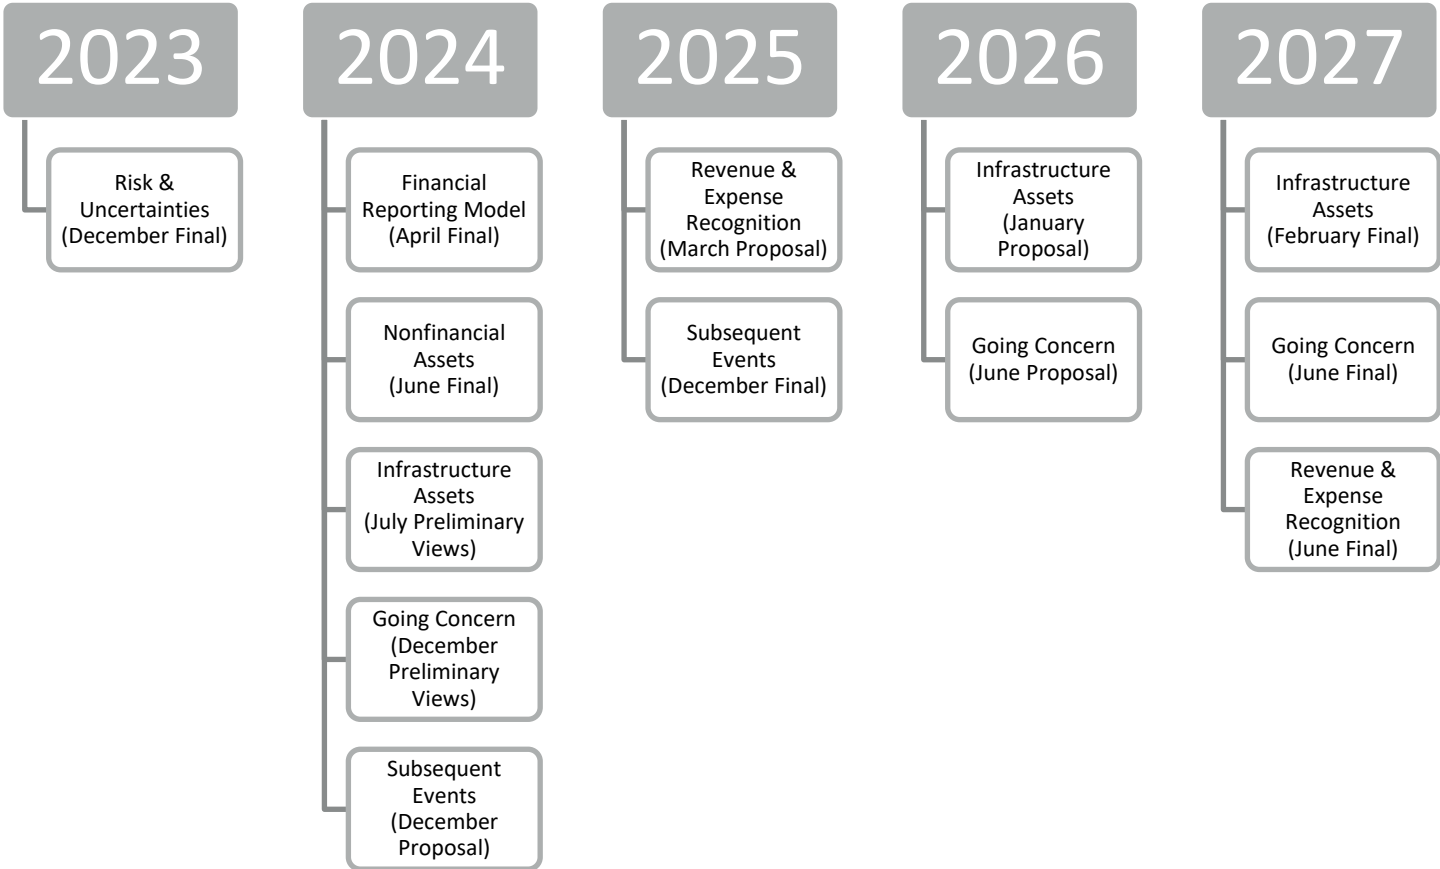 2023
Risk &
Uncertainties
(December Final)
2024
Financial
Reporting Model
(April Final)
Nonfinancial
Assets
(June Final)
Infrastructure
Assets
(July Preliminary
Views)
Going Concern
(December
Preliminary
Views)
Subsequent
Events
(December
Proposal)
2025
Revenue &
Expense
Recognition
(March Proposal)
Subsequent
Events
(December Final)
2026
Infrastructure
Assets
(January
Proposal)
Going Concern
(June Proposal)
2027
Infrastructure
Assets
(February Final)
Going Concern
(June Final)
Revenue &
Expense
Recognition
(June Final)